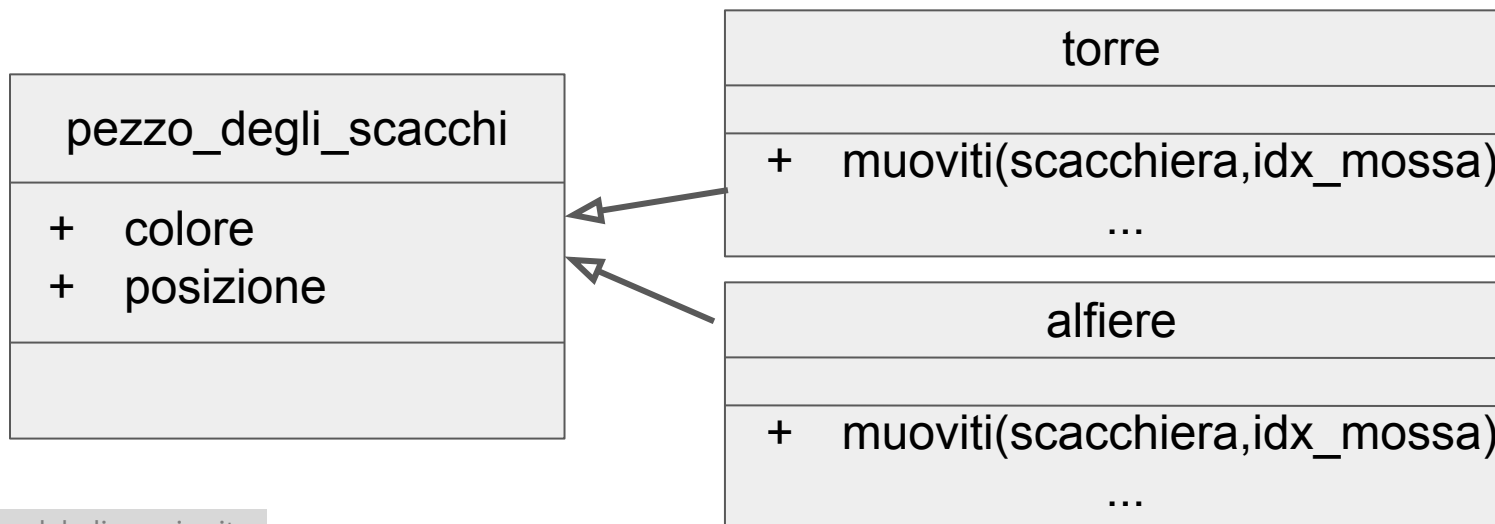 pezzo_degli_scacchi
+ colore
+ posizione
torre
+ muoviti(scacchiera,idx_mossa)
...
alfiere
+ muoviti(scacchiera,idx_mossa)
...